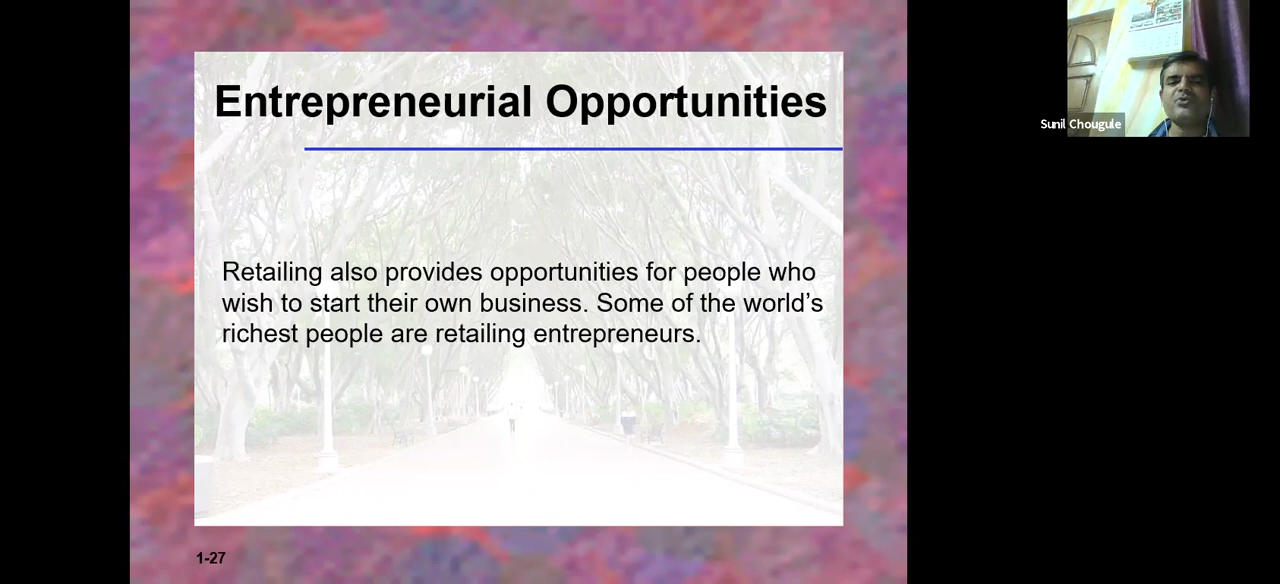 Entrepreneurial Opportunities
Retailing also provides opportunities for people who
wish to start their own business. Some of the world’s
richest people are retailing entrepreneurs.
1-27
Sunil Chougule